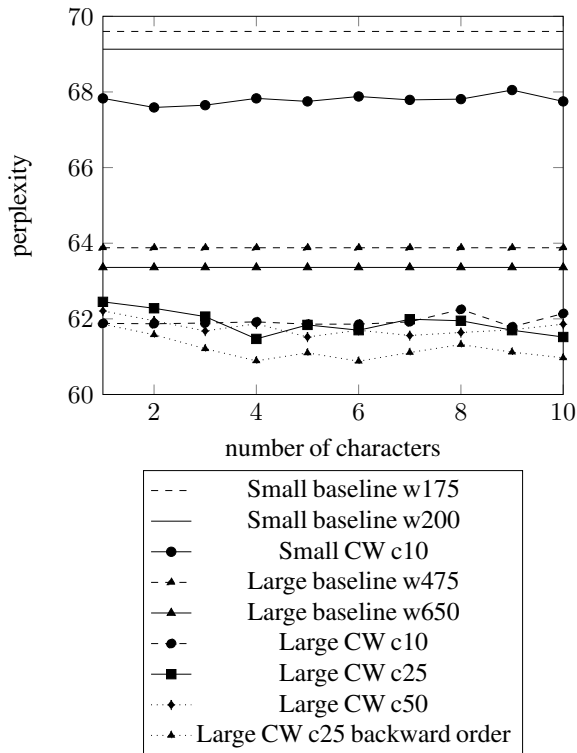 70
68
66
64
62
60
perplexity
2 4 6 8 10
number of characters
Small baseline w175
Small baseline w200
Small CW c10
Large baseline w475
Large baseline w650
Large CW c10
Large CW c25
Large CW c50
Large CW c25 backward order